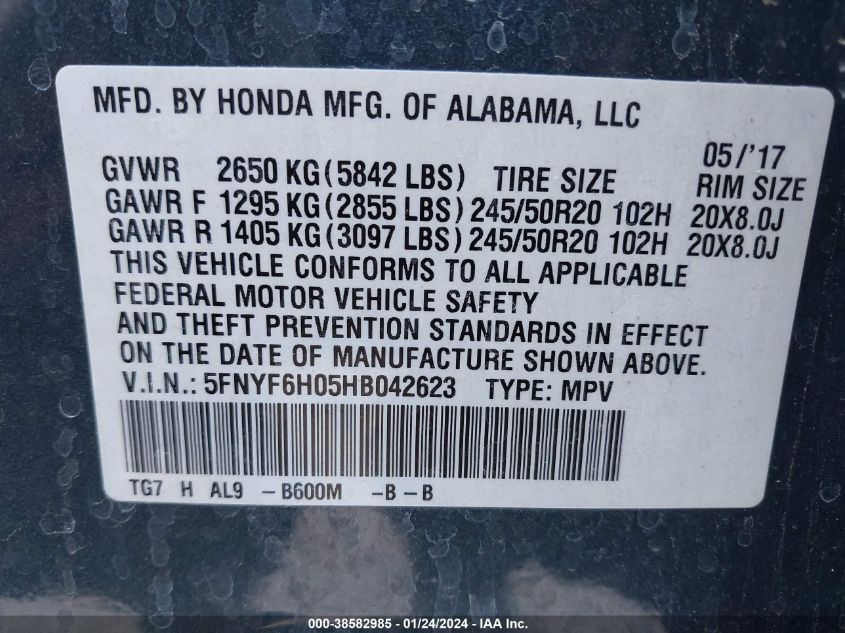 MFD. BY HONDA MFG. OF ALABAMA, LLC
05/'17
GVWR 2650 KG(5842 LBS) TIRE SIZE RIM SIZE
GAWR F 1295 KG(2855 LBS) 245/50R20 102H 20X8.0J
GAWR R 1405 KG(3097 LBS) 245/50R20 102H 20X8.0J
THIS VEHICLE CONFORMS TO ALL APPLICABLE
FEDERAL MOTOR VEHICLE SAFETY
AND THEFT PREVENTION STANDARDS IN EFFECT
ON THE DATE OF MANUFACTURE SHOWN ABOVE.
V.I.N.: 5FNYF6H05HB042623 TYPE: MPV
TG7 H AL9 -B600M -B-B
000-38582985 - 01/24/2024 - IAA Inc.